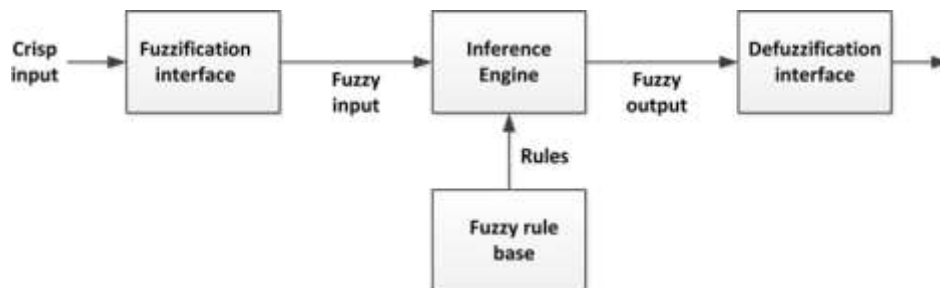 Crisp
input
Fuzzification
interface
Fuzzy
input
Inference
Engine
Fuzzy
output
Defuzzification
interface
Rules
Fuzzy rule
base